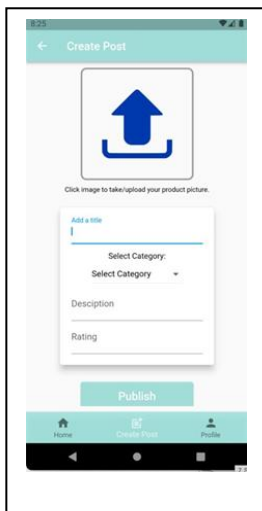 8:25
Create Post
Click image to take/upload your product picture.
Add a title
Select Category:
Select Category
Desciption
Rating
Publish
Home Create Post Profile